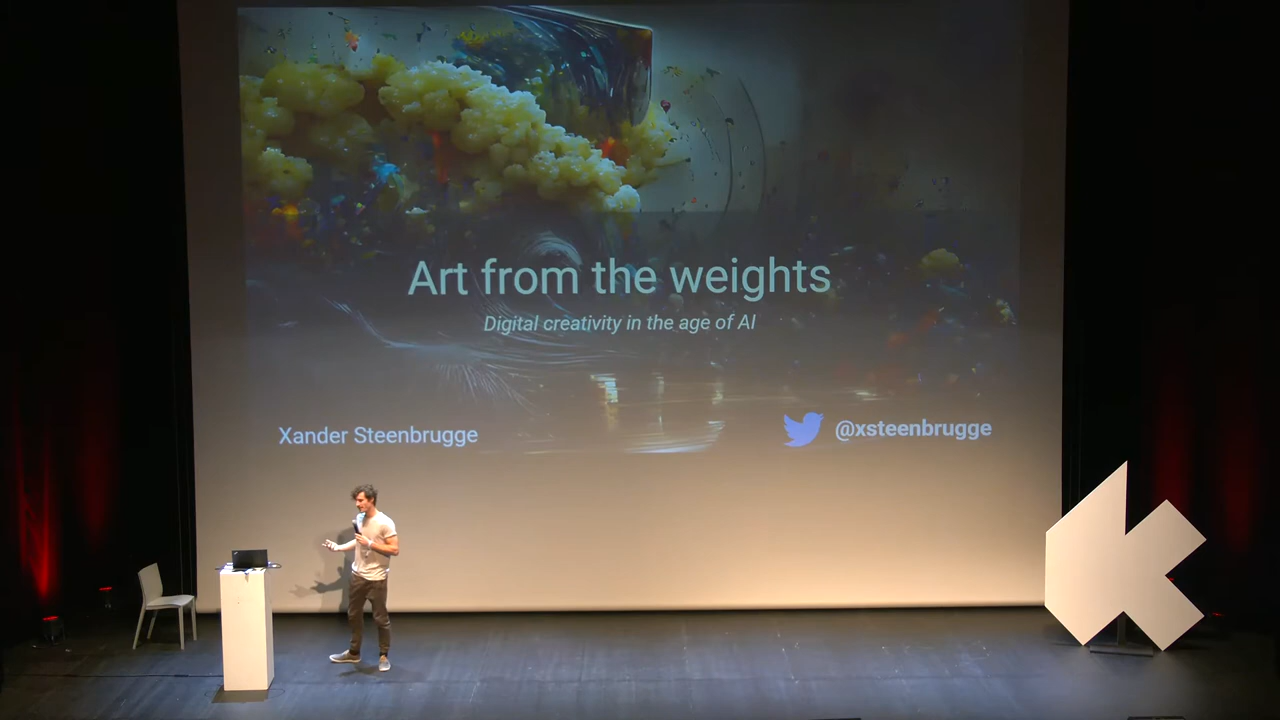 Art from the weights
Digital creativity in the age of AI
Xander Steenbrugge
@xsteenbrugge